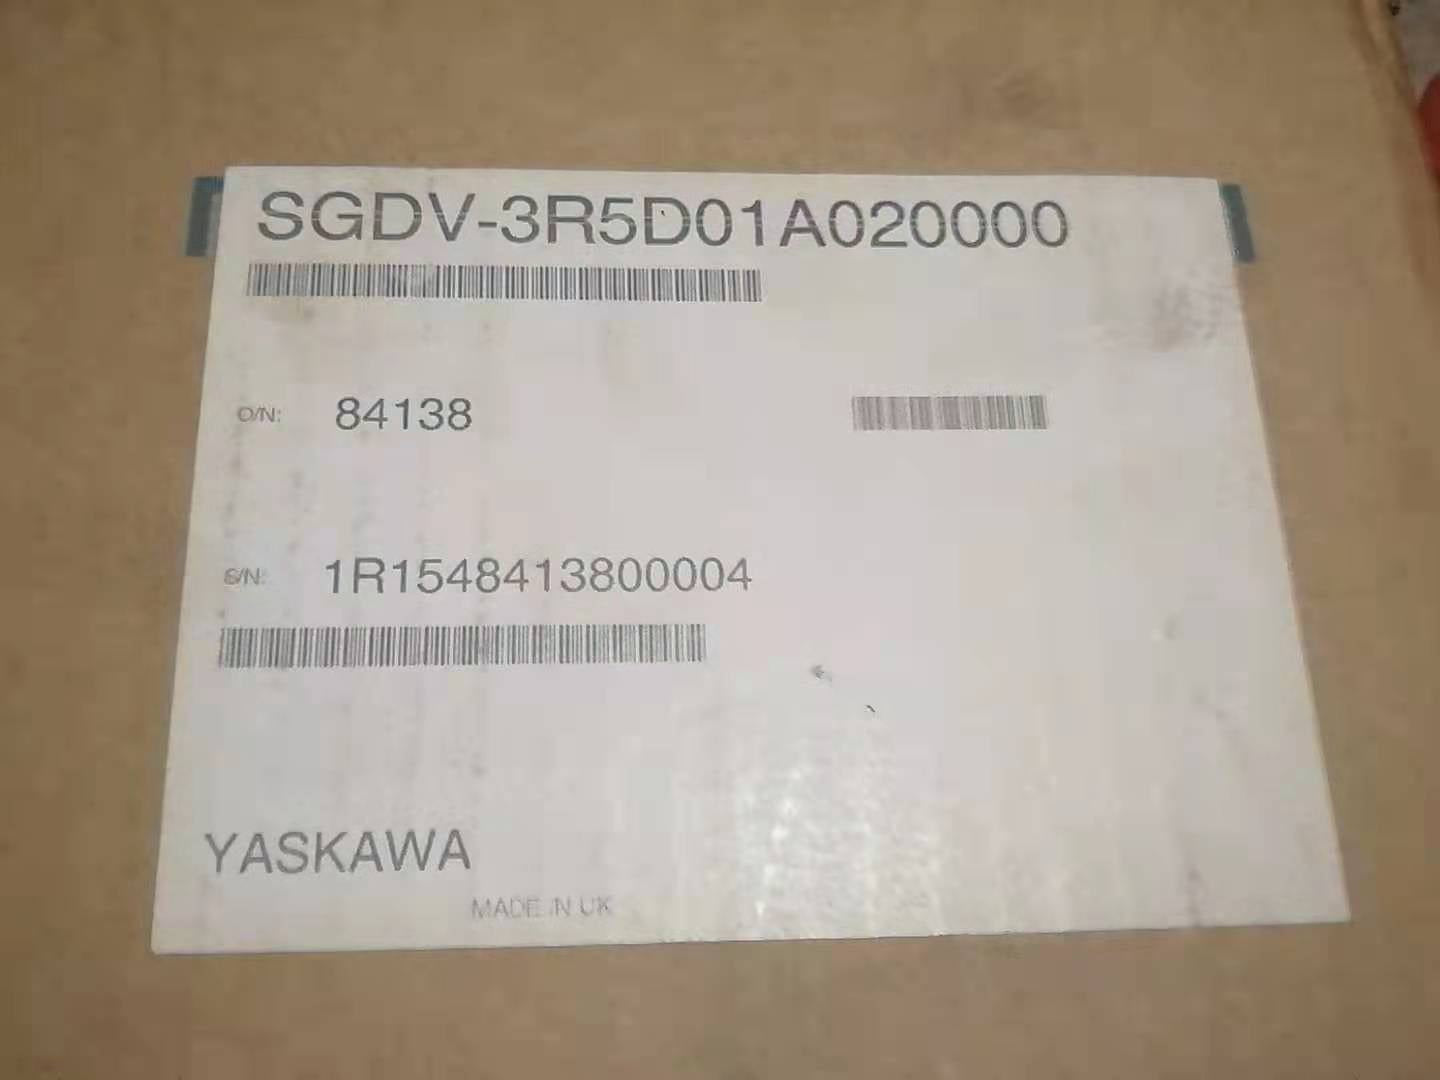 SGDV-3R5D01A020000
O/N: 84138
S/N: 1R1548413800004
YASKAWA
MADE IN UK